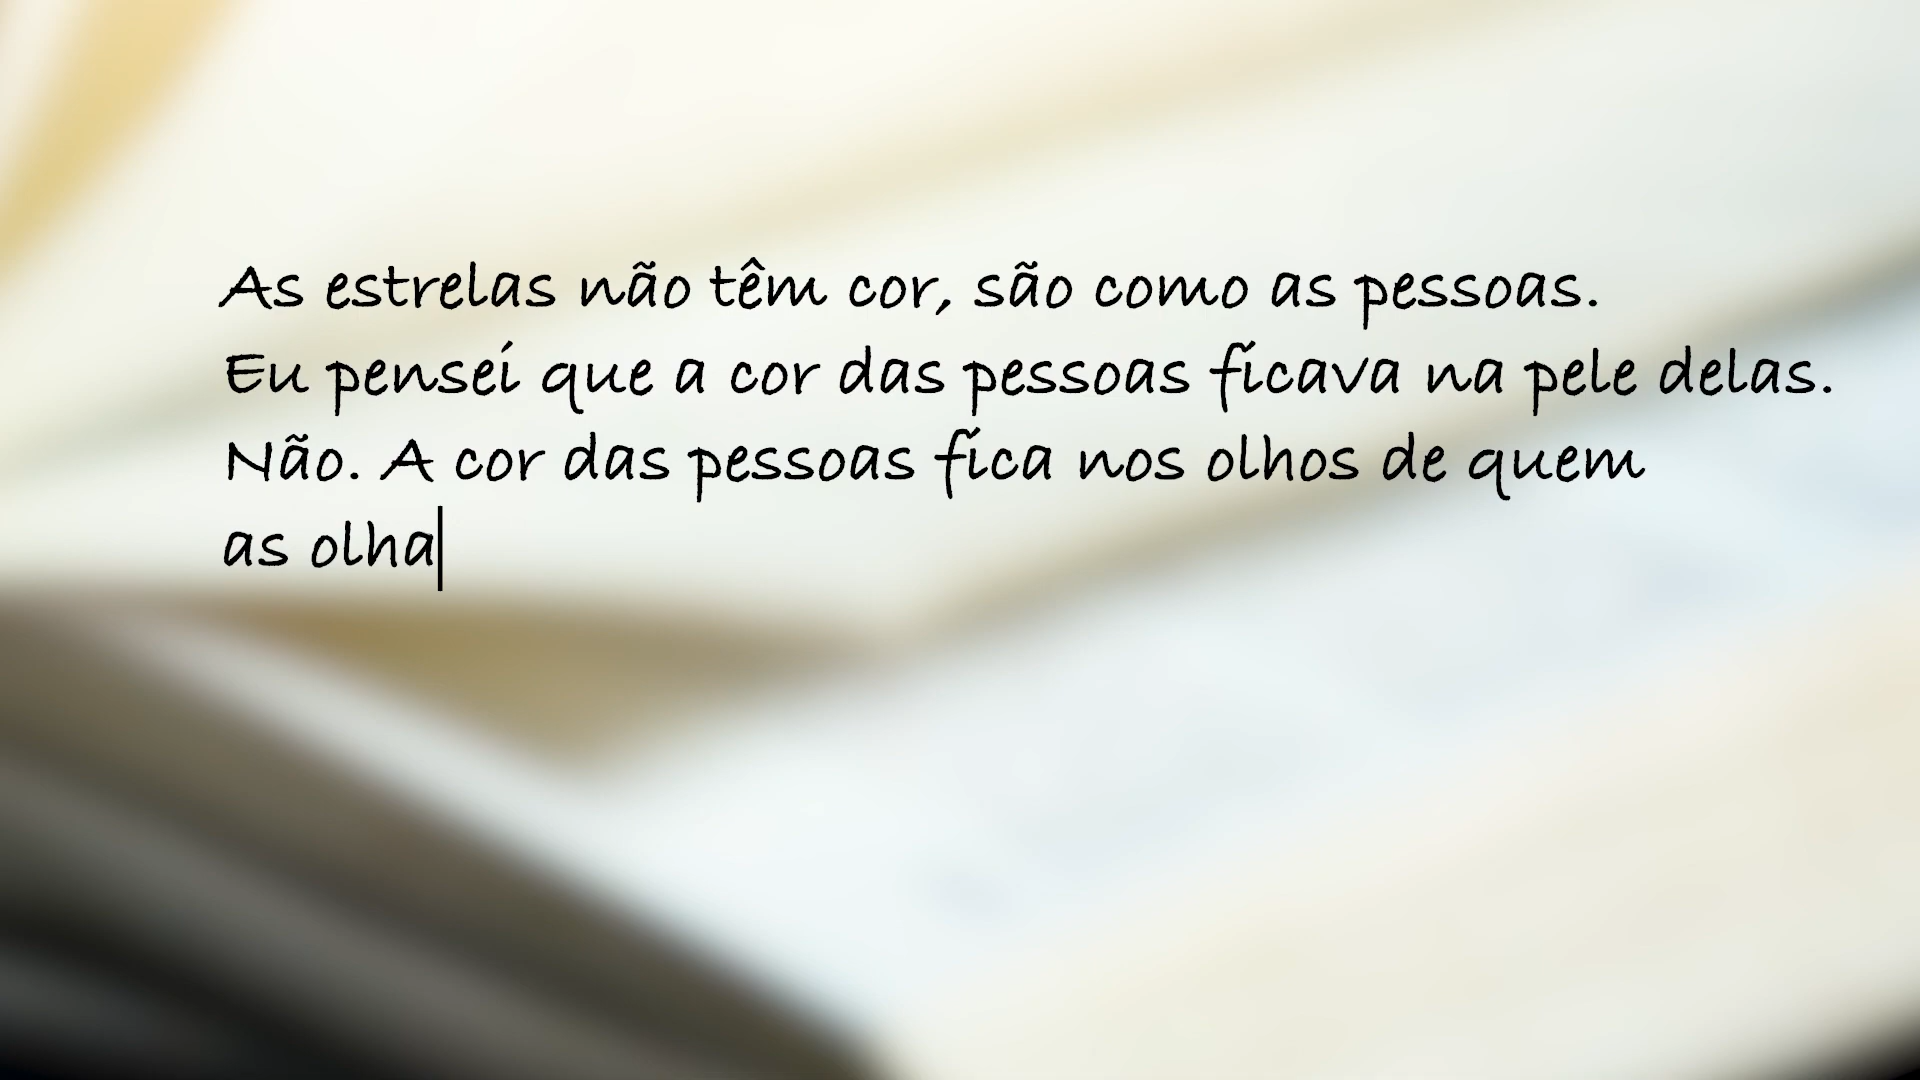 As estrelas não têm cor, são como as pessoas.
Eu pensei que a cor das pessoas ficava na pele delas.
Não. A cor das pessoas fica nos olhos de quem
as olha